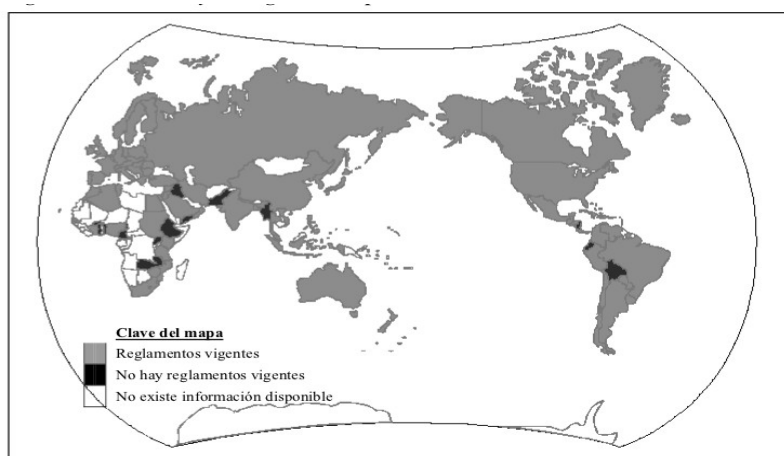 Clave del mapa
Reglamentos vigentes
No hay reglamentos vigentes
No existe información disponible